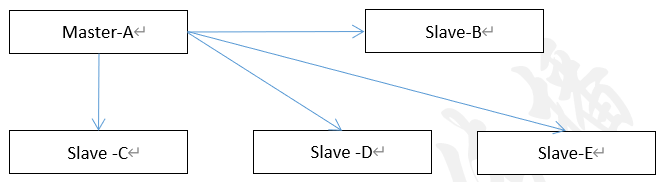 Master-A↵
Slave-B↵
Slave -C↵
Slave -D↵
Slave-E↵